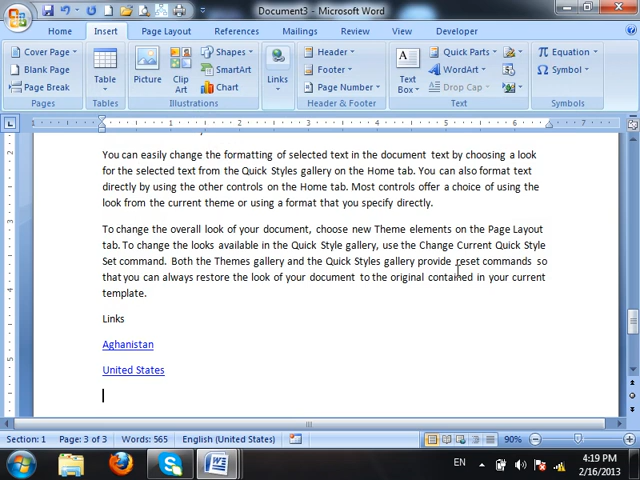 Document3 - Microsoft Word
Home Insert Page Layout References Mailings Review View Developer
Cover Page
Blank Page
Page Break
Pages
Table
Tables
Picture
Clip Art
Shapes
SmartArt
Chart
Illustrations
Links
Header
Footer
Page Number
Header & Footer
Text Box
Quick Parts
WordArt
Drop Cap
Text
Equation
Symbol
Symbols
1 1 2 3 4 5 6 7
You can easily change the formatting of selected text in the document text by choosing a look
for the selected text from the Quick Styles gallery on the Home tab. You can also format text
directly by using the other controls on the Home tab. Most controls offer a choice of using the
look from the current theme or using a format that you specify directly.
To change the overall look of your document, choose new Theme elements on the Page Layout
tab. To change the looks available in the Quick Style gallery, use the Change Current Quick Style
Set command. Both the Themes gallery and the Quick Styles gallery provide reset commands so
that you can always restore the look of your document to the original contained in your current
template.
Links
Aghanistan
United States
Section: 1 Page: 3 of 3 Words: 565 English (United States) 90%
EN 4:19 PM
2/16/2013